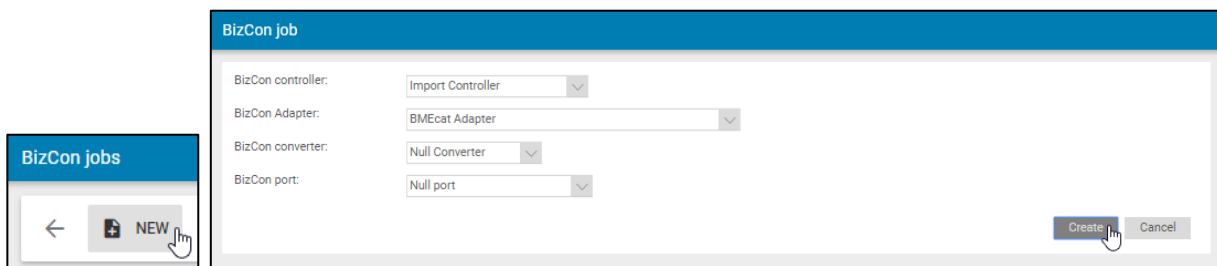 BizCon jobs
NEW
BizCon job
BizCon controller: Import Controller
BizCon Adapter: BMEcat Adapter
BizCon converter: Null Converter
BizCon port: Null port
Create Cancel